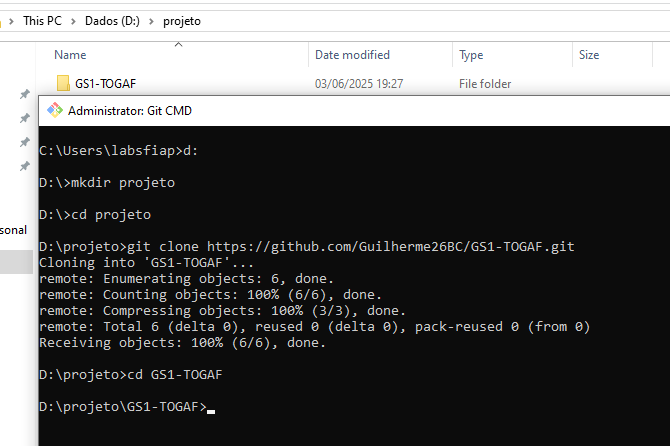 This PC > Dados (D:) > projeto
Name Date modified Type Size
GS1-TOGAF 03/06/2025 19:27 File folder
Administrator: Git CMD
C:\Users\labsfiap>d:
D:\>mkdir projeto
D:\>cd projeto
sonal
D:\projeto>git clone https://github.com/Guilherme26BC/GS1-TOGAF.git
Cloning into 'GS1-TOGAF'...
remote: Enumerating objects: 6, done.
remote: Counting objects: 100% (6/6), done.
remote: Compressing objects: 100% (3/3), done.
remote: Total 6 (delta 0), reused 0 (delta 0), pack-reused 0 (from 0)
Receiving objects: 100% (6/6), done.
D:\projeto>cd GS1-TOGAF
D:\projeto\GS1-TOGAF>